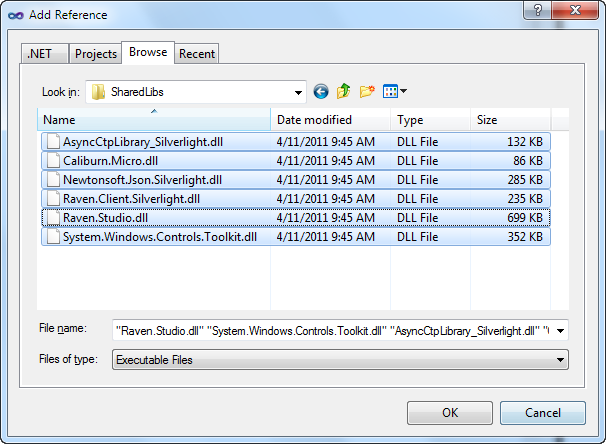 Add Reference
.NET Projects Browse Recent
Look in: SharedLibs
Name Date modified Type Size
AsyncCtpLibrary_Silverlight.dll 4/11/2011 9:45 AM DLL File 132 KB
Caliburn.Micro.dll 4/11/2011 9:45 AM DLL File 86 KB
Newtonsoft.Json.Silverlight.dll 4/11/2011 9:45 AM DLL File 285 KB
Raven.Client.Silverlight.dll 4/11/2011 9:45 AM DLL File 235 KB
Raven.Studio.dll 4/11/2011 9:45 AM DLL File 699 KB
System.Windows.Controls.Toolkit.dll 4/11/2011 9:45 AM DLL File 352 KB
File name: "Raven.Studio.dll" "System.Windows.Controls.Toolkit.dll" "AsyncCtpLibrary_Silverlight.dll"
Files of type: Executable Files
OK Cancel